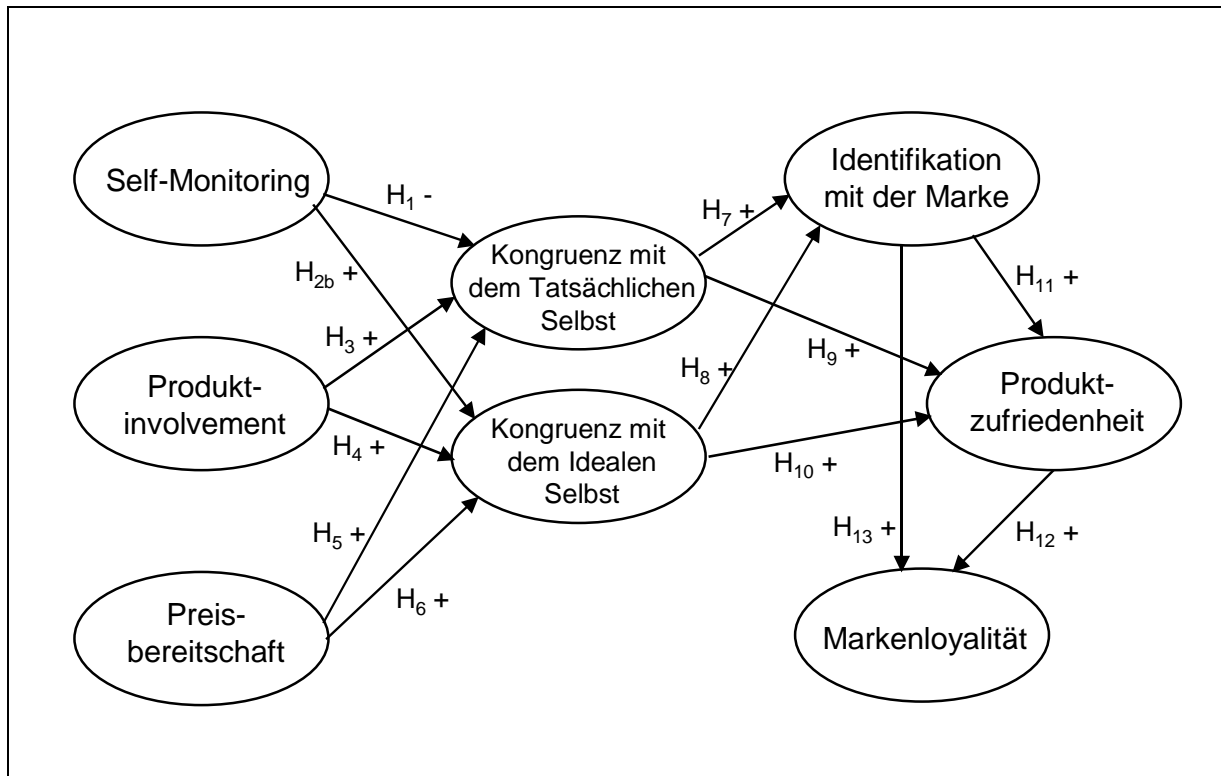 Self-Monitoring
H1 -
H2b +
Produkt-
involvement
H3 +
H4 +
Preis-
bereitschaft
H5 +
H6 +
Kongruenz mit
dem Tatsächlichen
Selbst
Kongruenz mit
dem Idealen
Selbst
H7 +
H8 +
H9 +
H10 +
Identifikation
mit der Marke
H11 +
Produkt-
zufriedenheit
H13 +
H12 +
Markenloyalität